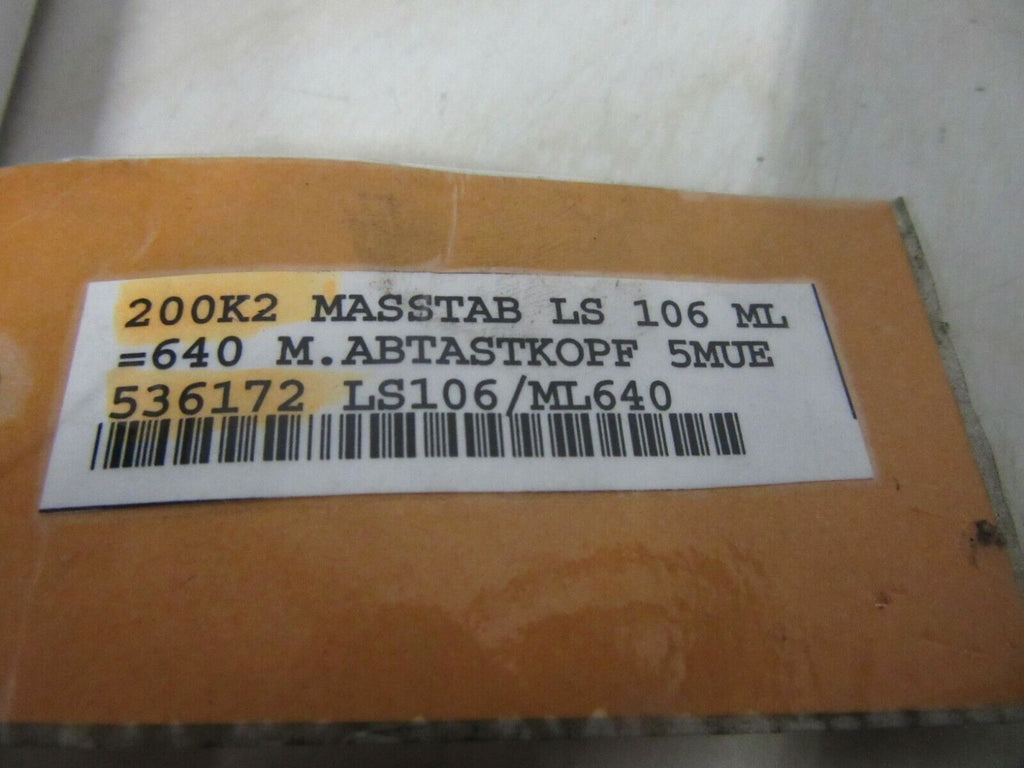 200K2 MASSTAB LS 106 ML
=640 M.ABTASTKOPF 5MUE
536172 LS106/ML640